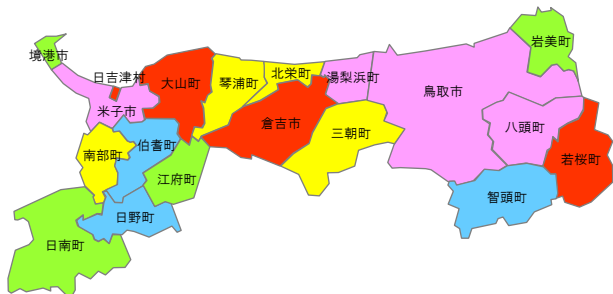 岩美町
境港市
北栄町
日吉津村
大山町
琴浦町
湯梨浜町
鳥取市
米子市
倉吉市
八頭町
三朝町
伯耆町
南部町
若桜町
江府町
智頭町
日野町
日南町